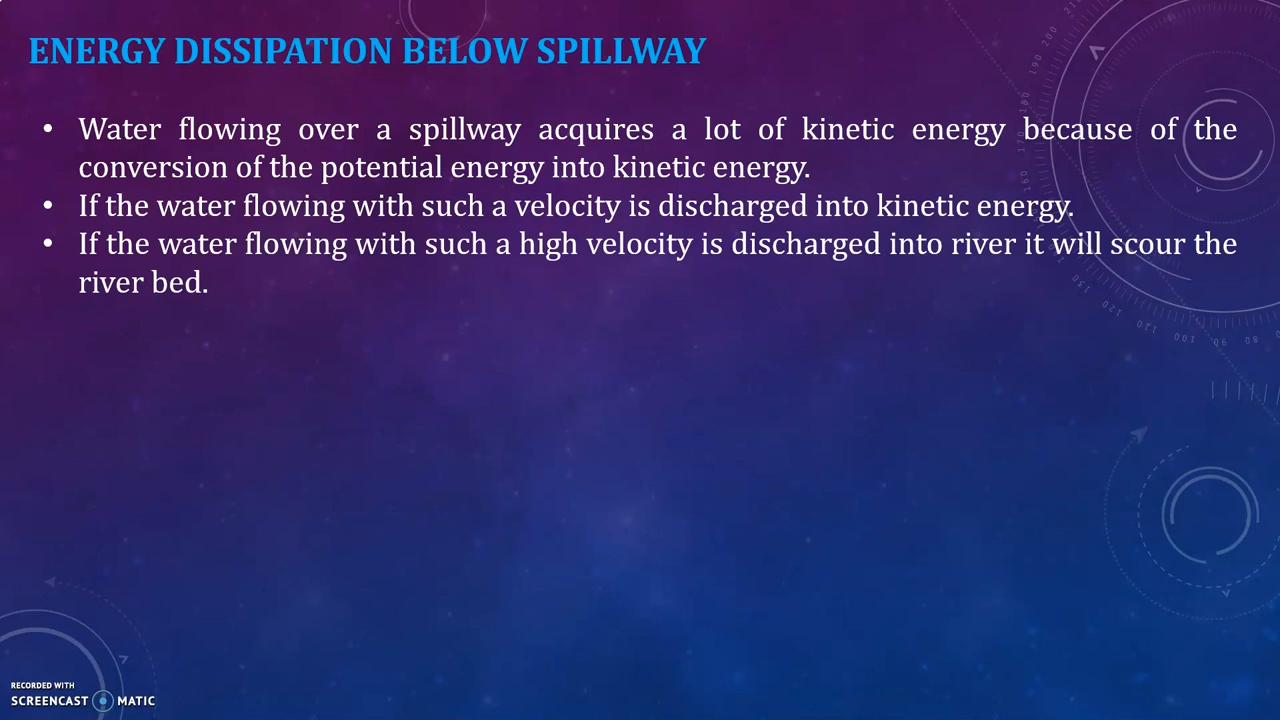 ENERGY DISSIPATION BELOW SPILLWAY
• Water flowing over a spillway acquires a lot of kinetic energy because of the
conversion of the potential energy into kinetic energy.
• If the water flowing with such a velocity is discharged into kinetic energy.
• If the water flowing with such a high velocity is discharged into river it will scour the
river bed.
RECORDED WITH
SCREENCAST MATIC